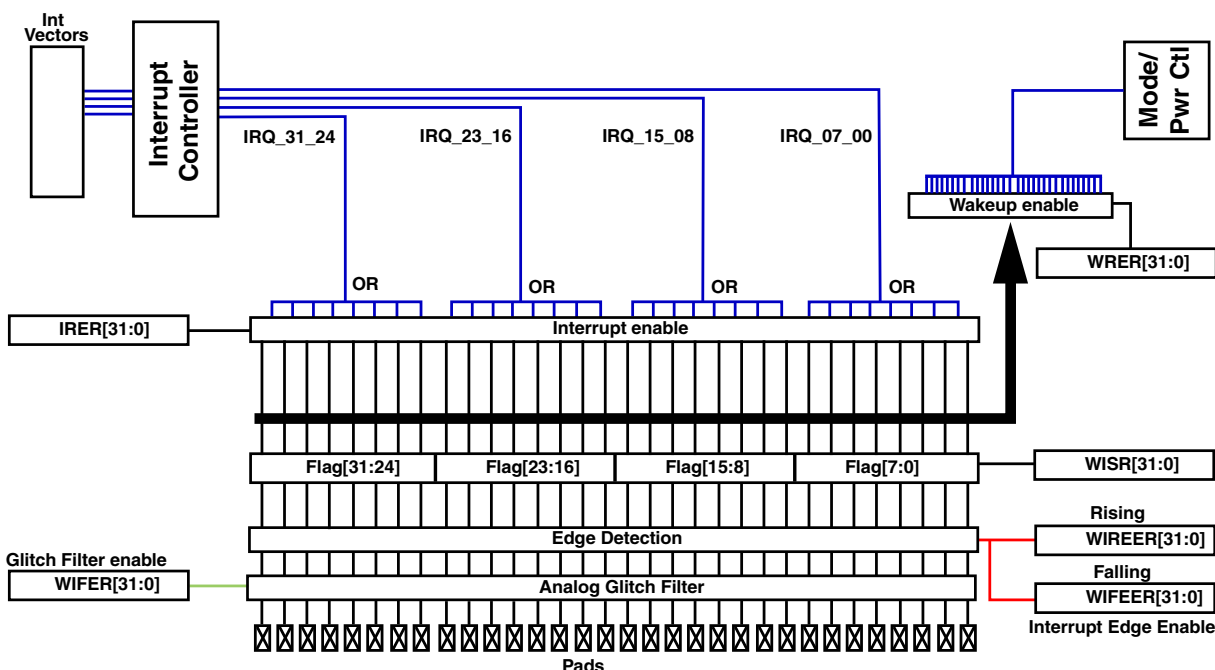 Int
Vectors
Interrupt
Controller
Mode/
Pwr Ctl
IRQ_31_24
IRQ_23_16
IRQ_15_08
IRQ_07_00
Wakeup enable
WRER[31:0]
OR
OR
OR
OR
IRER[31:0]
Interrupt enable
Flag[31:24]
Flag[23:16]
Flag[15:8]
Flag[7:0]
WISR[31:0]
Rising
Edge Detection
WIREER[31:0]
Glitch Filter enable
Falling
WIFER[31:0]
Analog Glitch Filter
WIFEER[31:0]
Interrupt Edge Enable
Pads